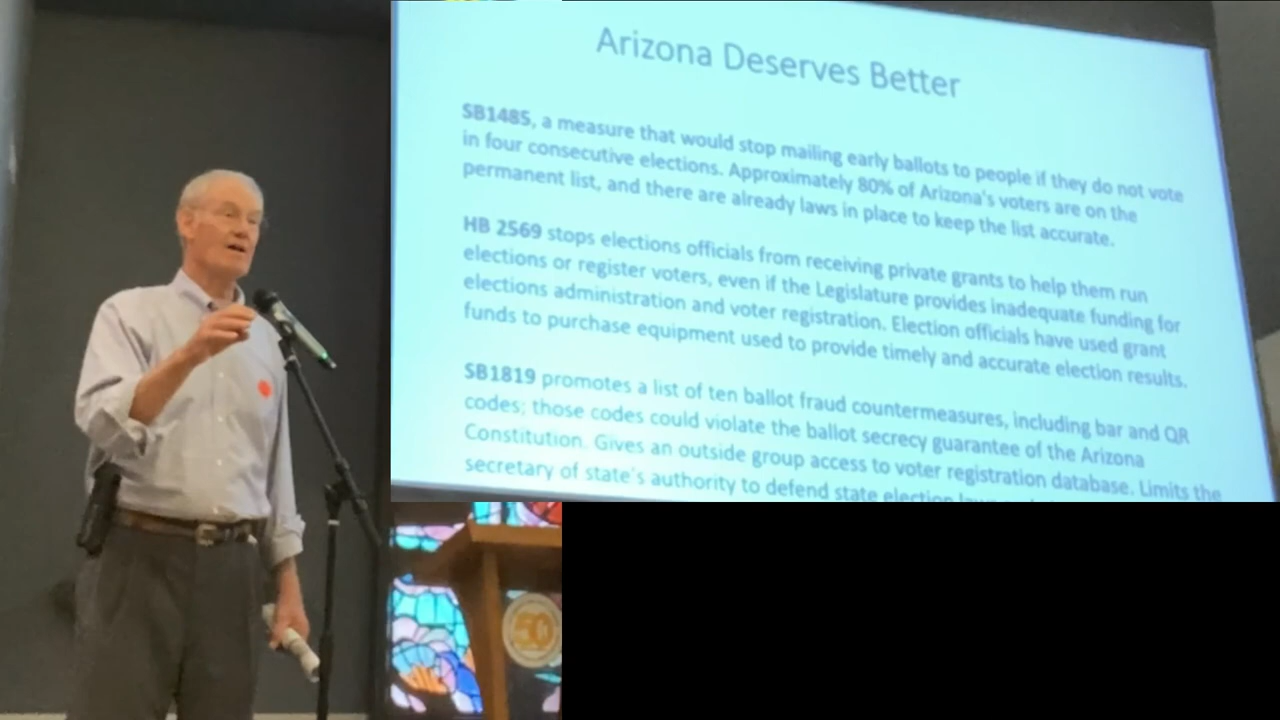 Arizona Deserves Better
SB1485, a measure that would stop mailing early ballots to people if they do not vote
in four consecutive elections. Approximately 80% of Arizona's voters are on the
permanent list, and there are already laws in place to keep the list accurate.
HB 2569 stops elections officials from receiving private grants to help them run
elections or register voters, even if the Legislature provides inadequate funding for
elections administration and voter registration. Election officials have used grant
funds to purchase equipment used to provide timely and accurate election results.
SB1819 promotes a list of ten ballot fraud countermeasures, including bar and QR
codes; those codes could violate the ballot secrecy guarantee of the Arizona
Constitution. Gives an outside group access to voter registration database. Limits the
secretary of state's authority to defend state election
50